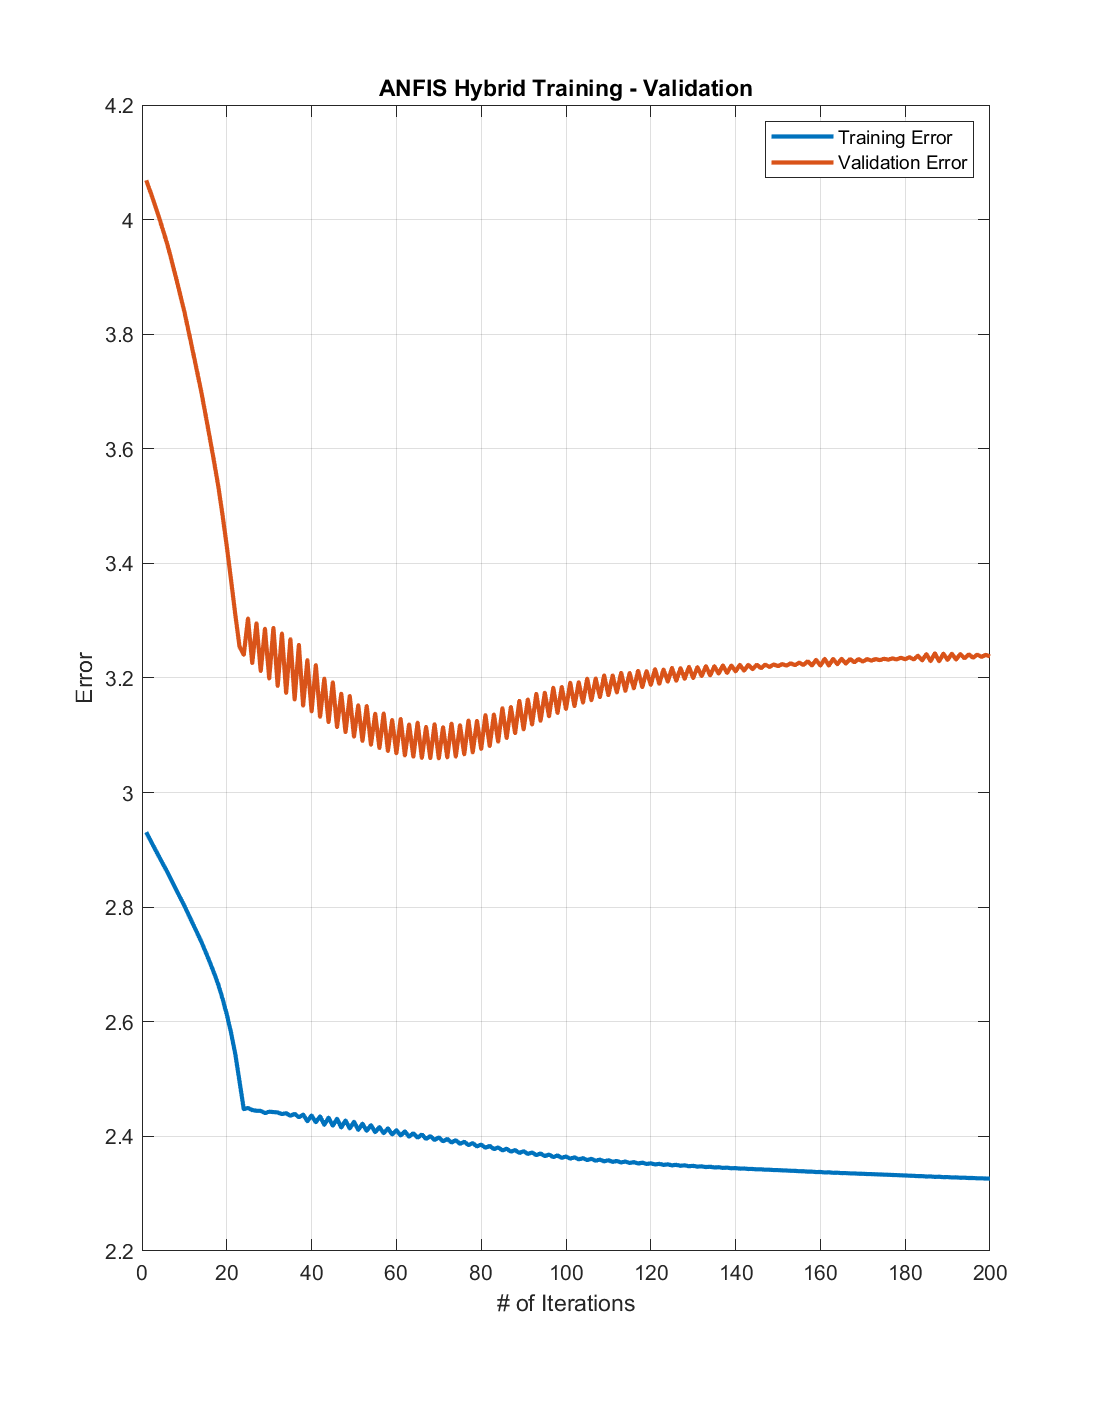 ANFIS Hybrid Training - Validation
Training Error
Validation Error
4.2
4
3.8
3.6
3.4
3.2
3
2.8
2.6
2.4
2.2
Error
0 20 40 60 80 100 120 140 160 180 200
# of Iterations